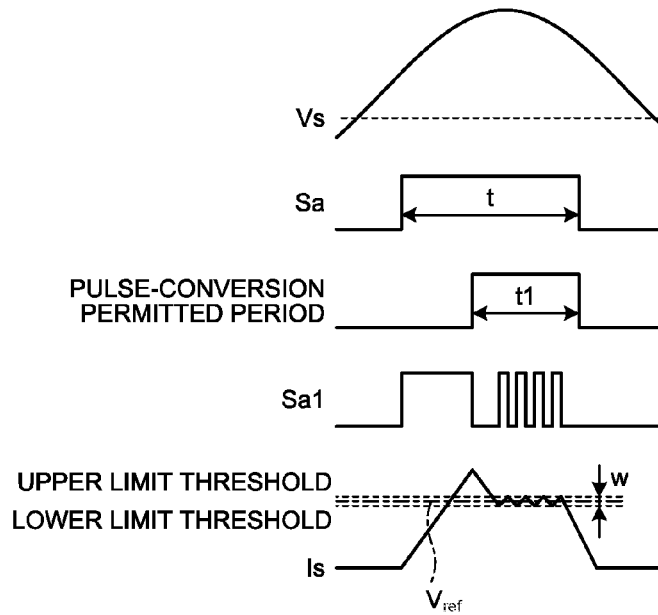 Vs
Sa
t
PULSE-CONVERSION
PERMITTED PERIOD
t1
Sa1
UPPER LIMIT THRESHOLD
w
LOWER LIMIT THRESHOLD
Is
Vref